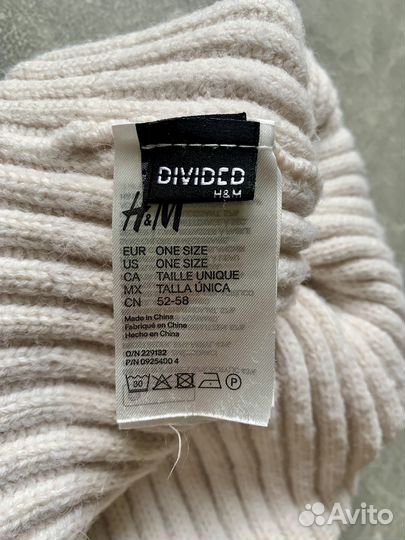 DIVIDED
H&M
H&M
EUR ONE SIZE
US ONE SIZE
CA TAILLE UNIQUE
MX TALLA ÚNICA
CN 52-58
Made in China
Fabriqué en Chine
Hecho en China
O/N 229132
P/N 0925400 4
30
P
Avito